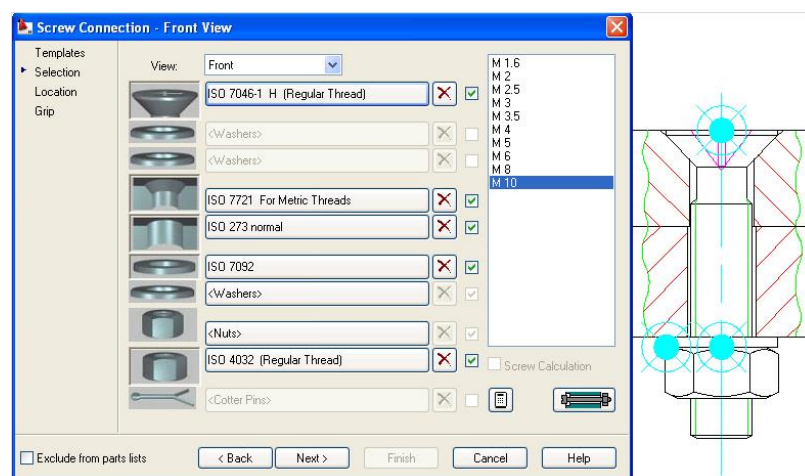 Screw Connection - Front View
Templates
Selection
Location
Grip
View:
Front
ISO 7046-1 H (Regular Thread)
<Washers>
<Washers>
ISO 7721 For Metric Threads
ISO 273 normal
ISO 7092
<Washers>
<Nuts>
ISO 4032 (Regular Thread)
<Cotter Pins>
M 1.6
M 2
M 2.5
M 3
M 3.5
M 4
M 5
M 6
M 8
M 10
Screw Calculation
Exclude from parts lists
< Back
Next >
Finish
Cancel
Help